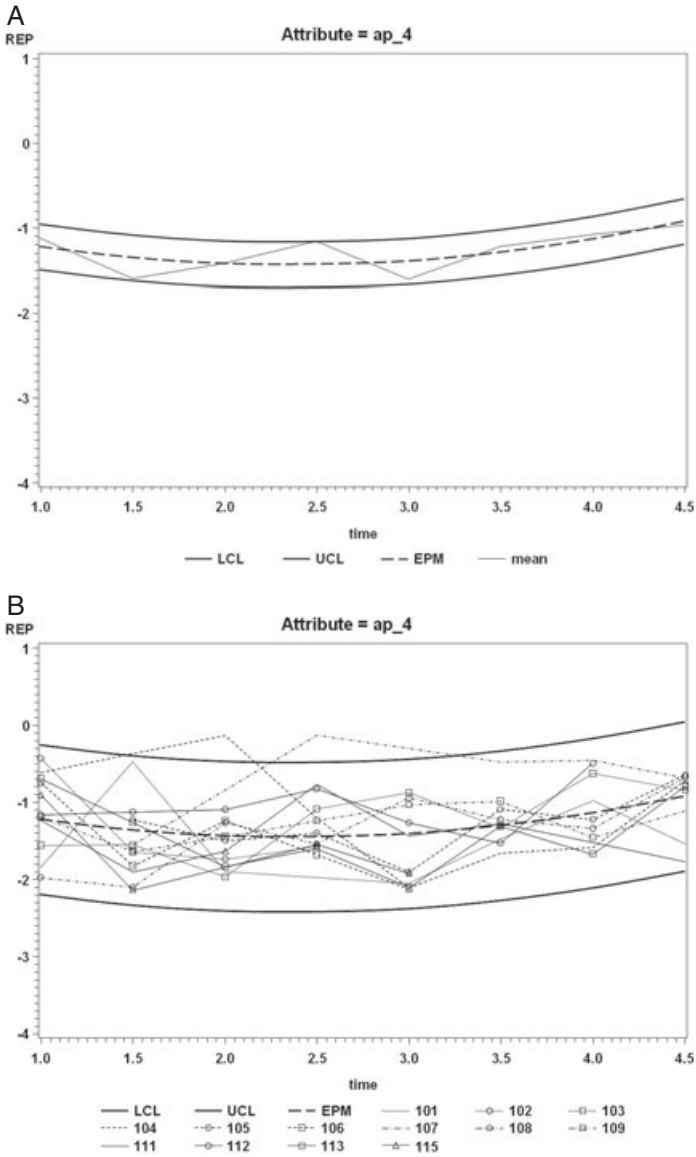 A
REP
Attribute = ap_4
1
0
-1
-2
-3
-4
1.0 1.5 2.0 2.5 3.0 3.5 4.0 4.5
time
LCL UCL EPM mean
B
REP
Attribute = ap_4
1
0
-1
-2
-3
-4
1.0 1.5 2.0 2.5 3.0 3.5 4.0 4.5
time
LCL UCL EPM 101 102 103
104 105 106 107 108 109
111 112 113 115